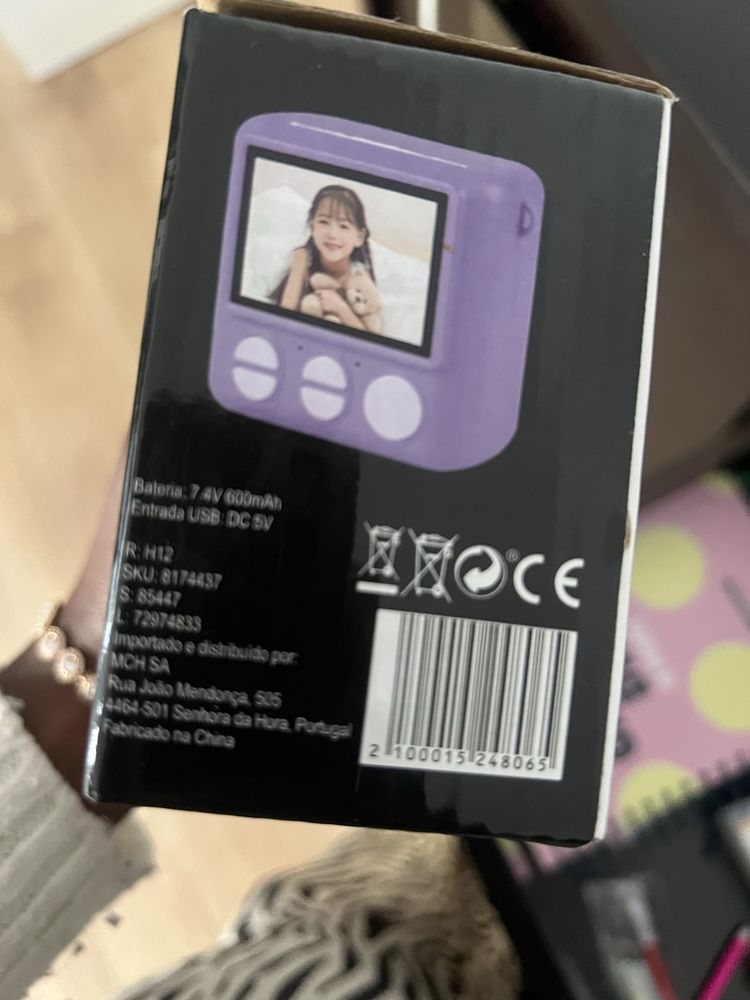 Bateria: 7.4V 600mAh
Entrada USB: DC 5V
R: H12
SKU: 8174437
S: 85447
L: 72974833
Importado e distribuído por:
MCH SA
Rua João Mendonça, 505
4464-501 Senhora da Hora, Portugal
Fabricado na China
®
CE
2 100015 248065